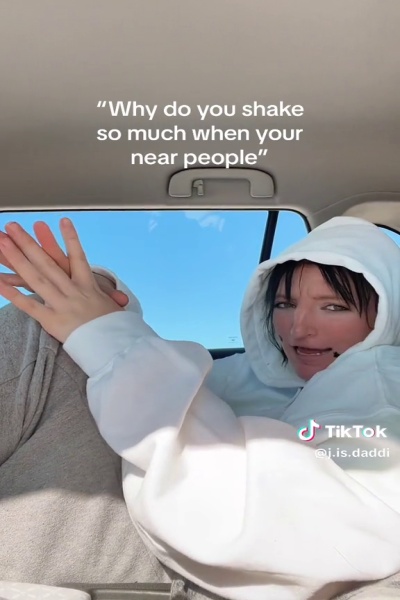 “Why do you shake
so much when your
near people”
TikTok
@j.is.daddi